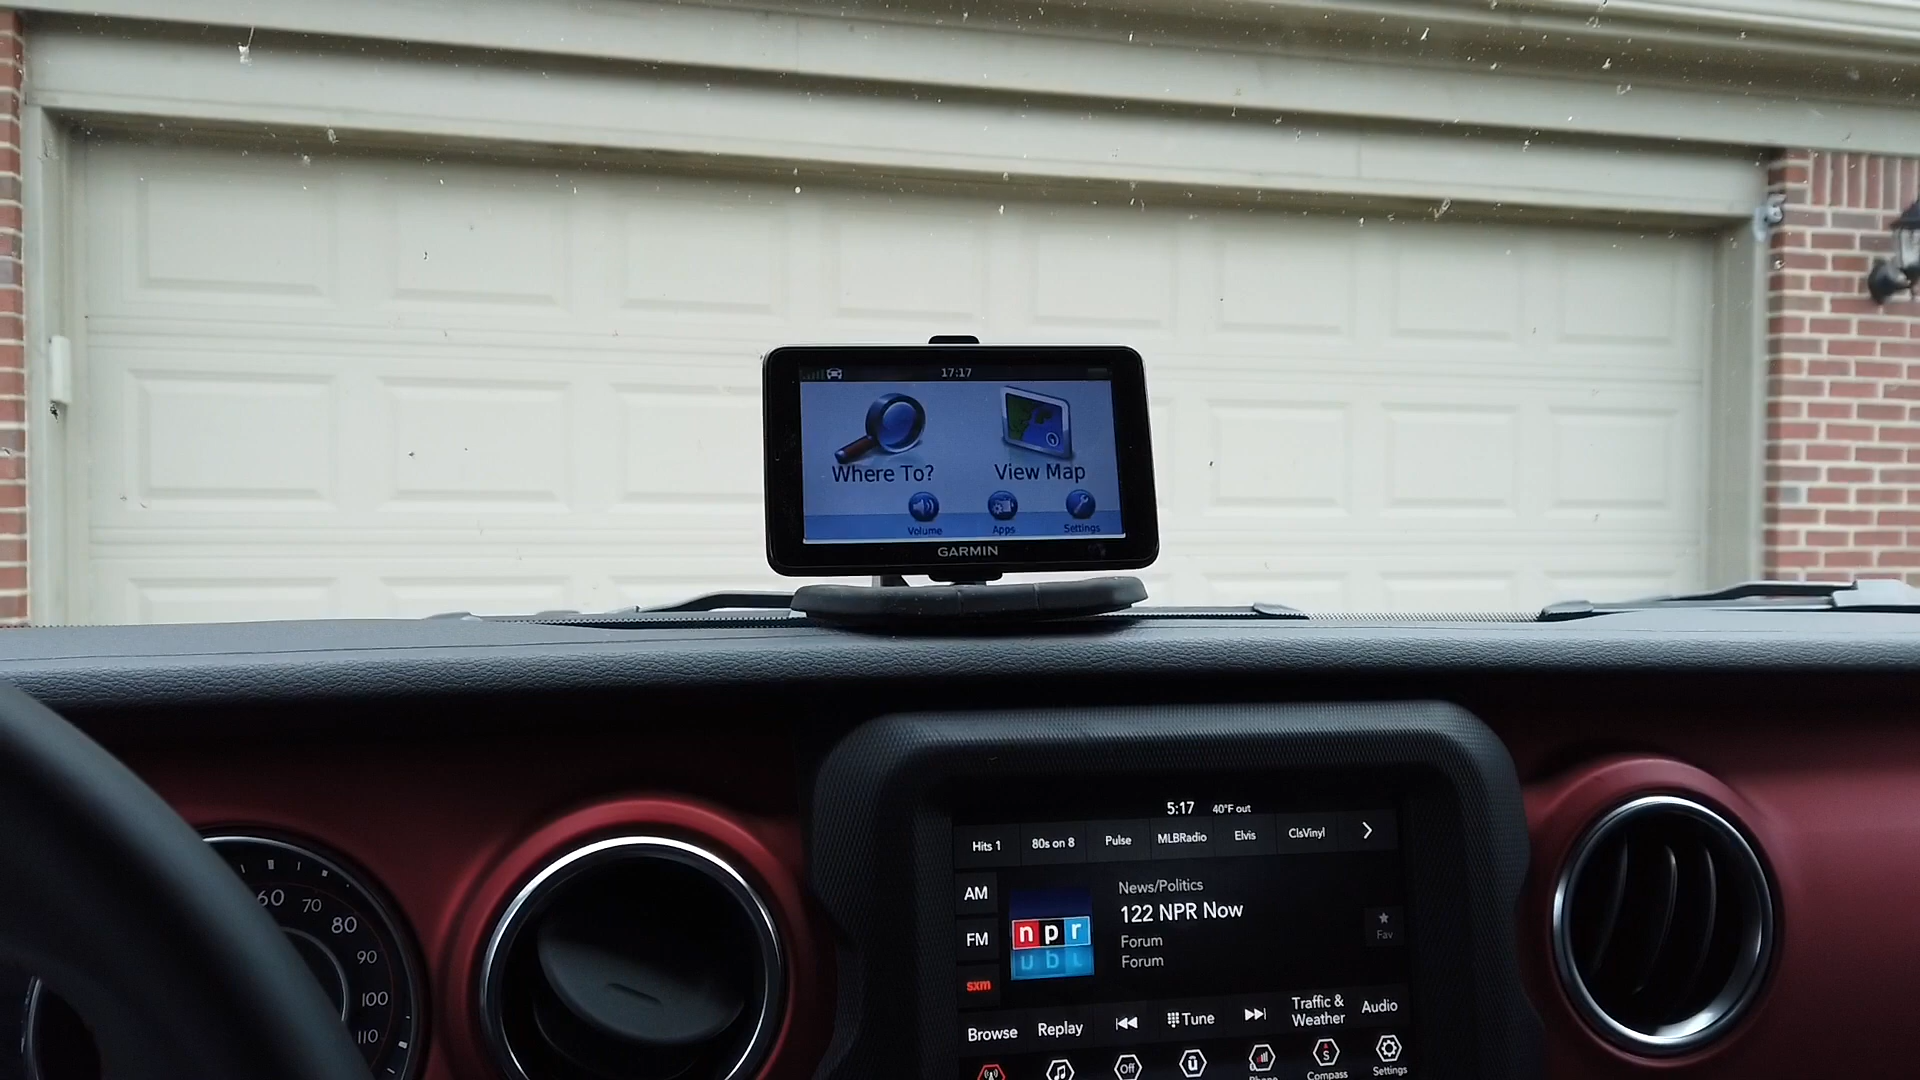 17:17
Where To?
View Map
Volume
Apps
Settings
GARMIN
5:17
40°F out
Hits 1
80s on 8
Pulse
MLBRadio
Elvis
ClsVinyl
AM
FM
sxm
npr
News/Politics
122 NPR Now
Forum
Forum
Fav
Browse
Replay
Tune
Traffic &
Weather
Audio
Off
S
Phone
Compass
Settings
60
70
80
90
100
110